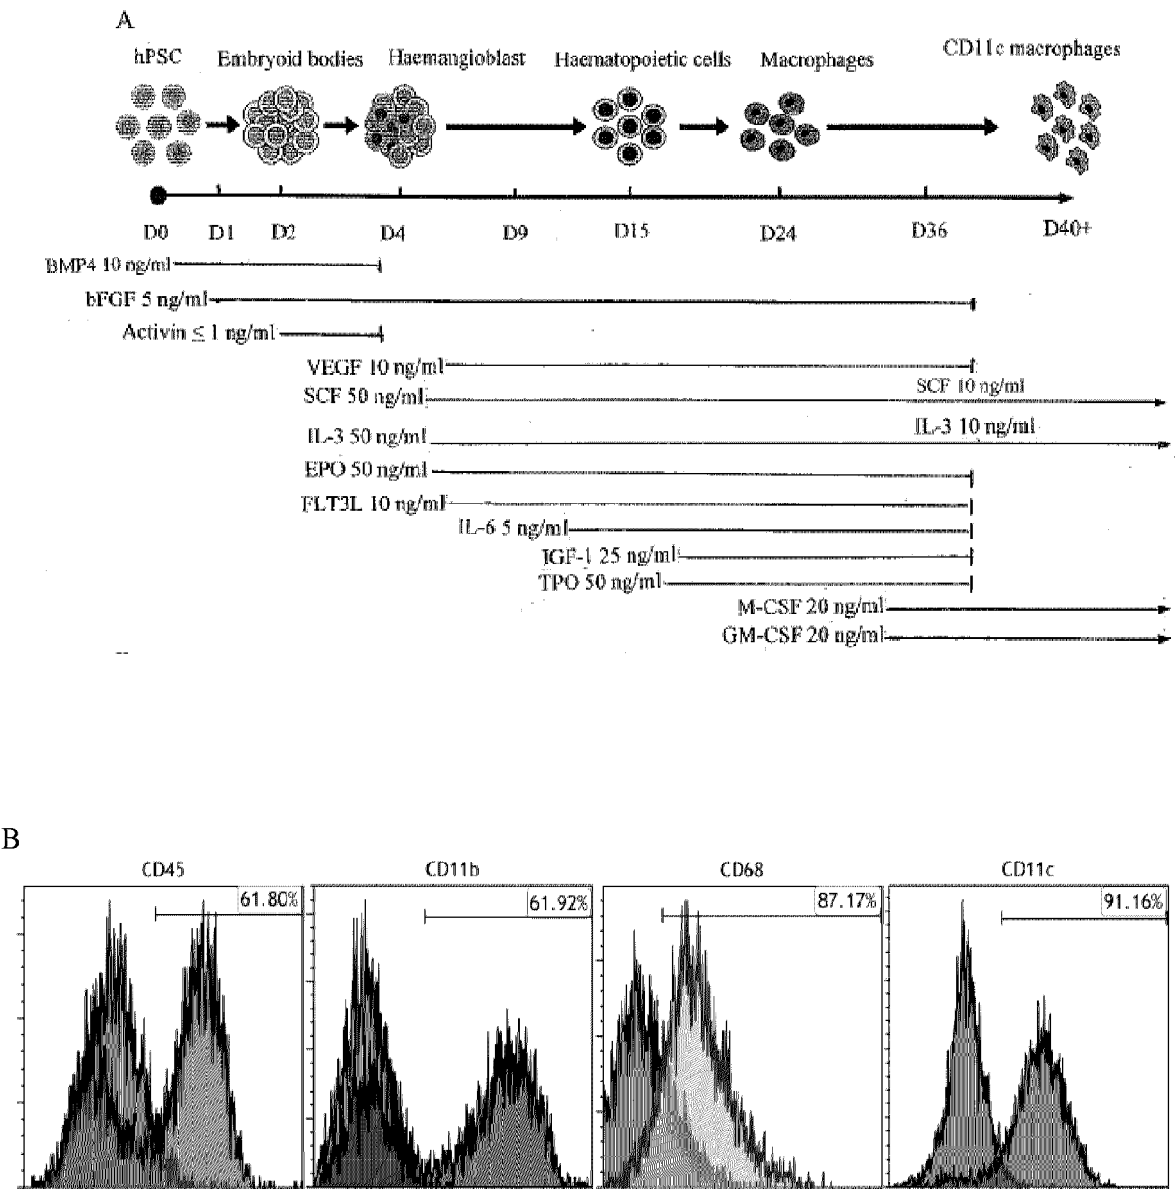 A
hPSC
Embryoid bodies
Haemangioblast
Haematopoietic cells
Macrophages
CD11c macrophages
D0 D1 D2 D4 D9 D15 D24 D36 D40+
BMP4 10 ng/ml
bFGF 5 ng/ml
Activin ≤ 1 ng/ml
VEGF 10 ng/ml
SCF 50 ng/ml SCF 10 ng/ml
IL-3 50 ng/ml IL-3 10 ng/ml
EPO 50 ng/ml
FLT3L 10 ng/ml
IL-6 5 ng/ml
IGF-1 25 ng/ml
TPO 50 ng/ml
M-CSF 20 ng/ml
GM-CSF 20 ng/ml
B
CD45 CD11b CD68 CD11c
61.80% 61.92% 87.17% 91.16%